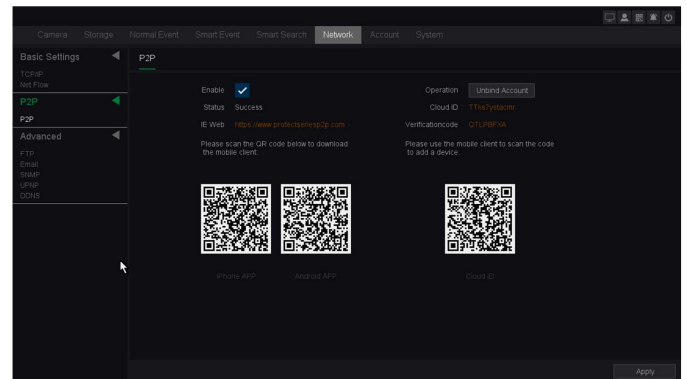 Camera Storage Normal Event Smart Event Smart Search Network Account System
Basic Settings
TCP/IP
Net Flow
P2P
P2P
Advanced
FTP
Email
SNMP
UPNP
DDNS
P2P
Enable
Status Success
IE Web https://www.protectseriesp2p.com
Please scan the QR code below to download
the mobile client.
Operation Unbind Account
Cloud ID
Verificationcode
Please use the mobile client to scan the code
to add a device.
iPhone APP Android APP
Cloud ID
Apply